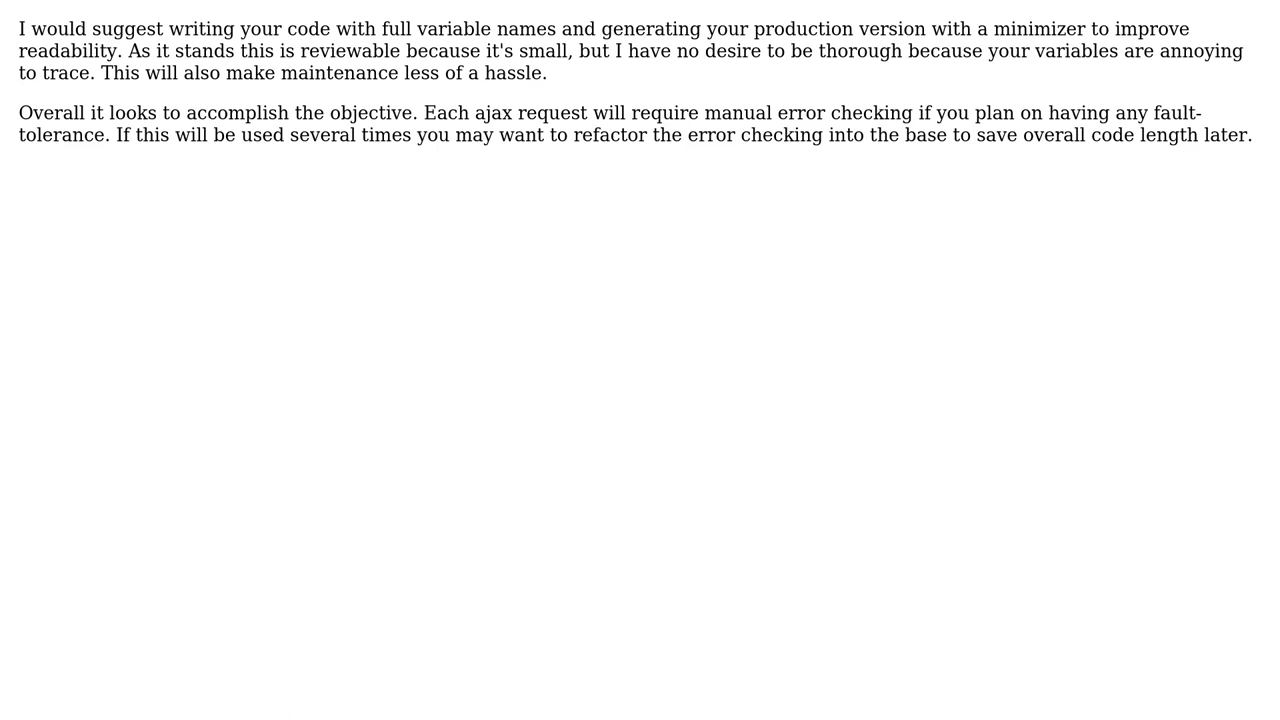 I would suggest writing your code with full variable names and generating your production version with a minimizer to improve
readability. As it stands this is reviewable because it's small, but I have no desire to be thorough because your variables are annoying
to trace. This will also make maintenance less of a hassle.
Overall it looks to accomplish the objective. Each ajax request will require manual error checking if you plan on having any fault-
tolerance. If this will be used several times you may want to refactor the error checking into the base to save overall code length later.